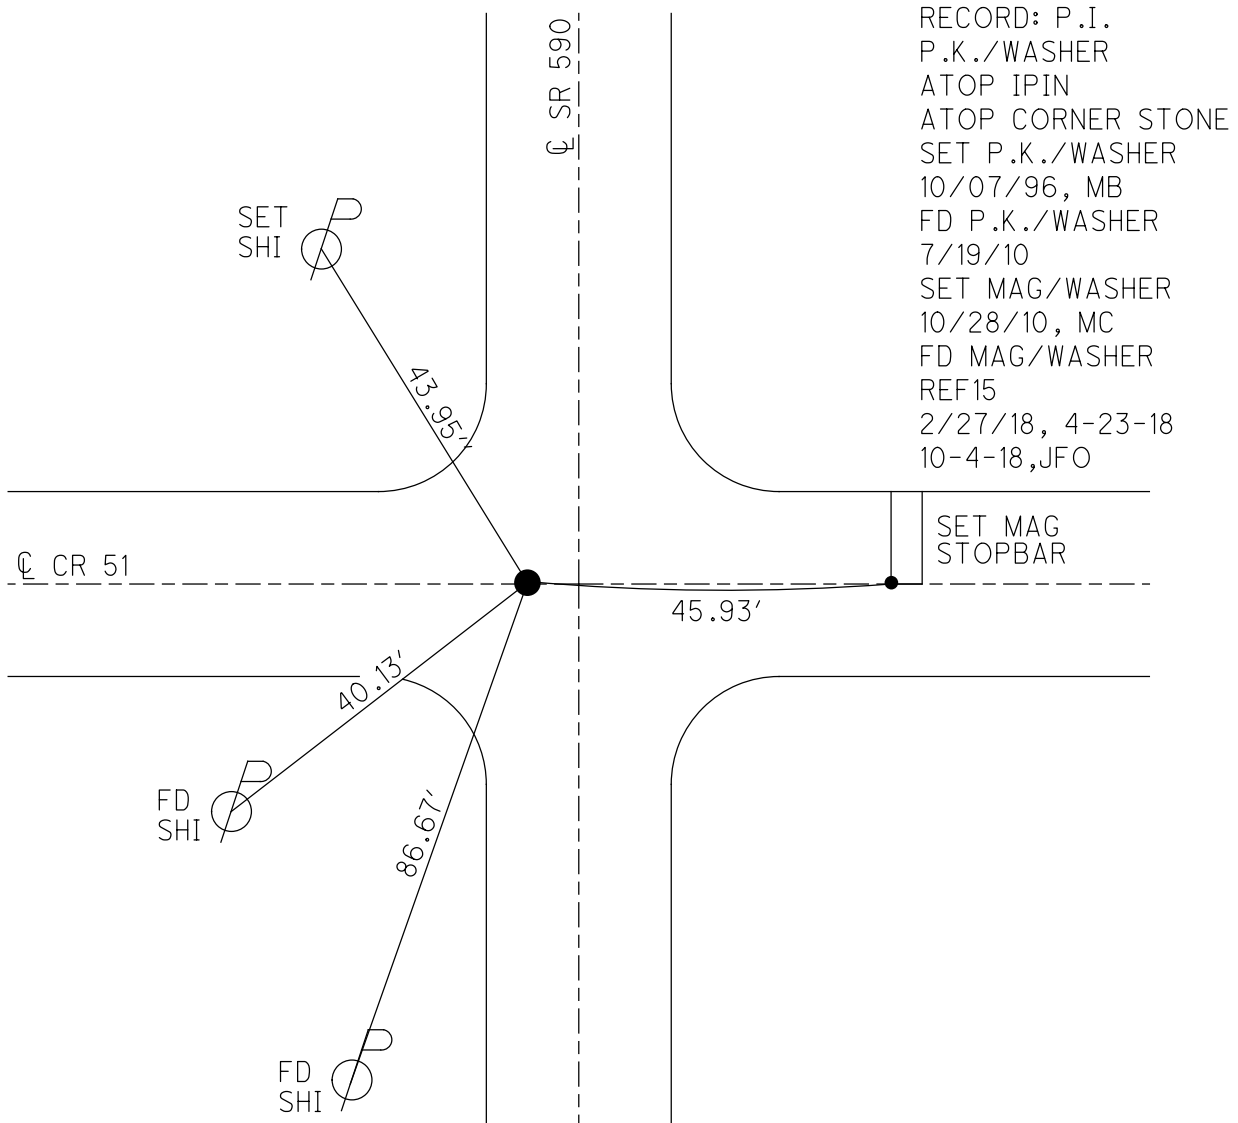 RECORD: P.I.
P.K./WASHER
ATOP IPIN
ATOP CORNER STONE
SET P.K./WASHER
10/07/96, MB
FD P.K./WASHER
7/19/10
SET MAG/WASHER
10/28/10, MC
FD MAG/WASHER
REF15
2/27/18, 4-23-18
10-4-18,JFO
℄ SR 590
SET
SHI
43.95'
℄ CR 51
SET MAG
STOPBAR
45.93'
40.13'
FD
SHI
86.67'
FD
SHI